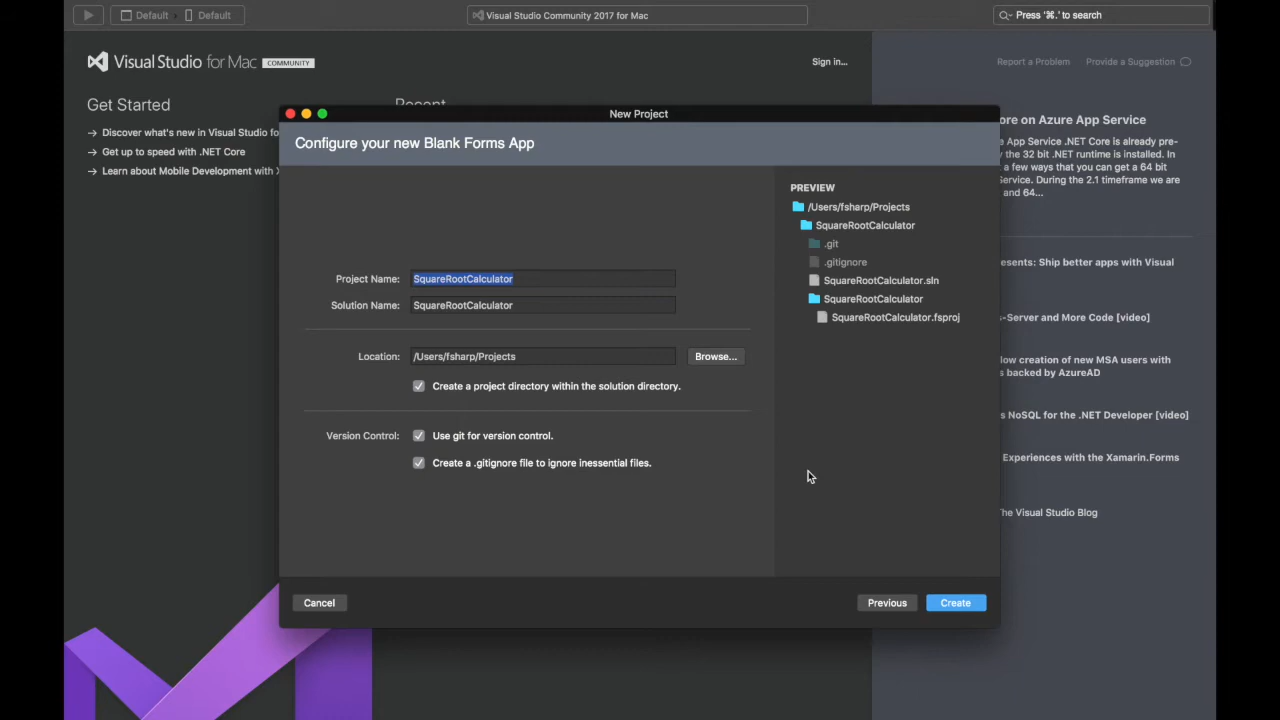 Default > Default
Visual Studio Community 2017 for Mac
Press '⌘.' to search
Visual Studio for Mac COMMUNITY
Sign in...
Report a Problem
Provide a Suggestion
Get Started
Recent
Discover what's new in Visual Studio fo
Get up to speed with .NET Core
Learn about Mobile Development with
New Project
Configure your new Blank Forms App
Project Name: SquareRootCalculator
Solution Name: SquareRootCalculator
Location: /Users/fsharp/Projects
Browse...
Create a project directory within the solution directory.
Version Control: Use git for version control.
Create a .gitignore file to ignore inessential files.
PREVIEW
/Users/fsharp/Projects
SquareRootCalculator
.git
.gitignore
SquareRootCalculator.sln
SquareRootCalculator
SquareRootCalculator.fsproj
Cancel
Previous
Create
ore on Azure App Service
e App Service .NET Core is already pre-
y the 32 bit .NET runtime is installed. In
a few ways that you can get a 64 bit
Service. During the 2.1 timeframe we are
and 64...
esents: Ship better apps with Visual
s-Server and More Code [video]
low creation of new MSA users with
s backed by AzureAD
s NoSQL for the .NET Developer [video]
Experiences with the Xamarin.Forms
The Visual Studio Blog